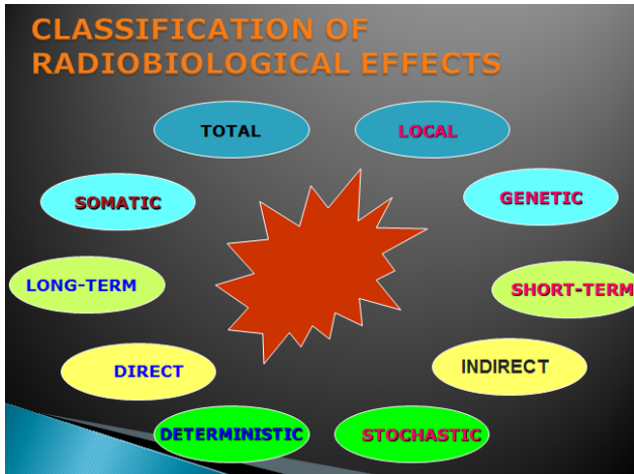 CLASSIFICATION OF
RADIOBIOLOGICAL EFFECTS
TOTAL
LOCAL
SOMATIC
GENETIC
LONG-TERM
SHORT-TERM
DIRECT
INDIRECT
DETERMINISTIC
STOCHASTIC